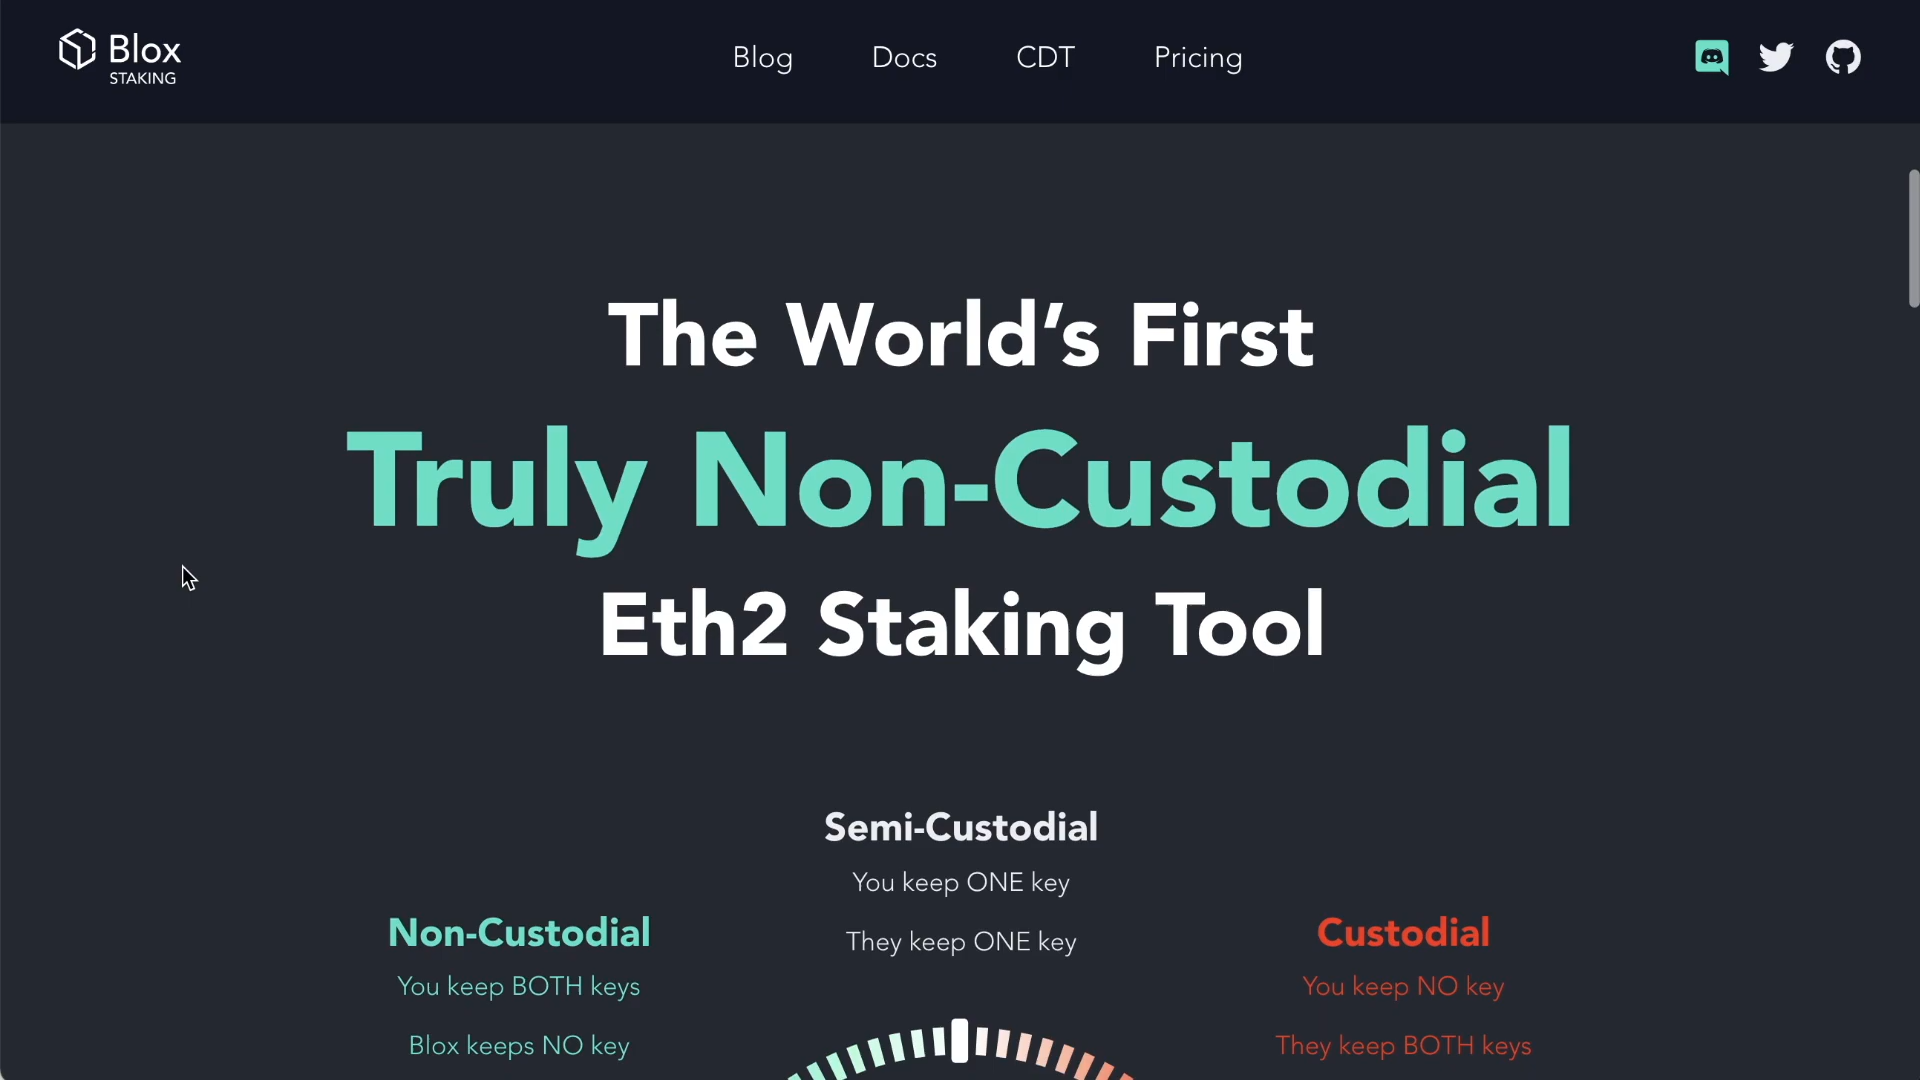 Blox
STAKING
Blog
Docs
CDT
Pricing
The World’s First
Truly Non-Custodial
Eth2 Staking Tool
Semi-Custodial
You keep ONE key
They keep ONE key
Non-Custodial
You keep BOTH keys
Blox keeps NO key
Custodial
You keep NO key
They keep BOTH keys